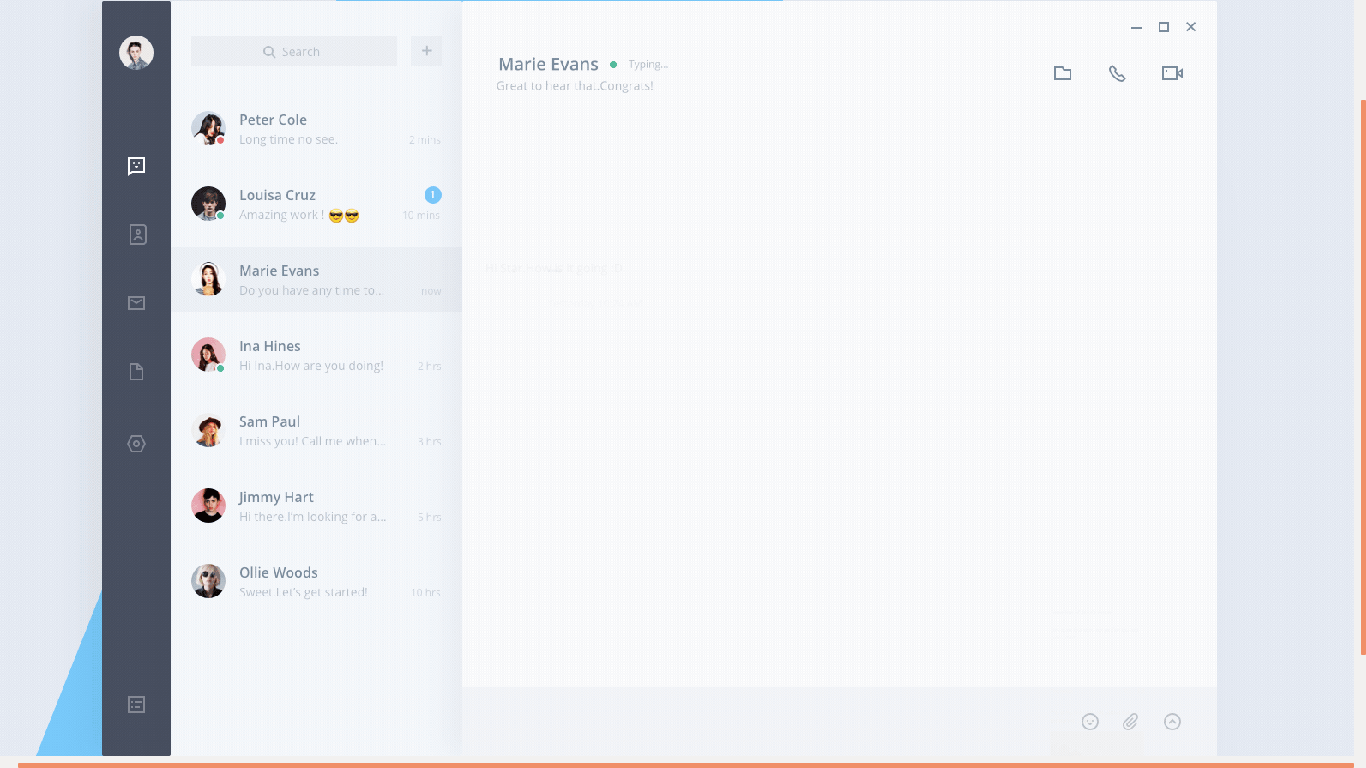 Search
+
Peter Cole
Long time no see.
2 mins
Louisa Cruz
1
Amazing work ! 😎😎
10 mins
Marie Evans
Do you have any time to...
now
Ina Hines
Hi Ina.How are you doing!
2 hrs
Sam Paul
I miss you! Call me when...
3 hrs
Jimmy Hart
Hi there.I'm looking for a...
5 hrs
Ollie Woods
Sweet Let's get started!
10 hrs
Marie Evans
Typing...
Great to hear that.Congrats!